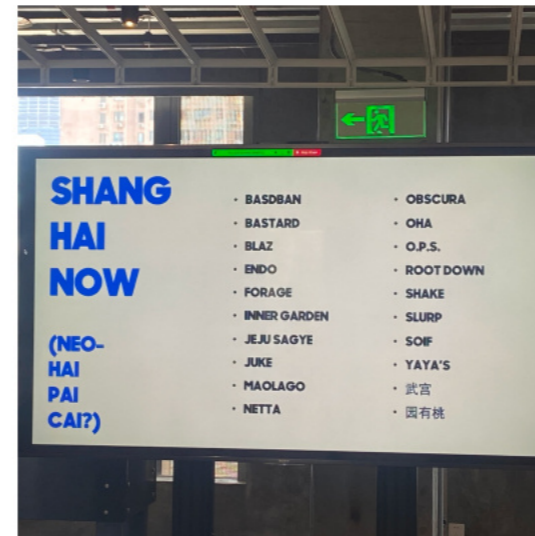 SHANG
HAI
NOW
(NEO-
HAI
PAI
CAI?)
• BASDBAN
• BASTARD
• BLAZ
• ENDO
• FORAGE
• INNER GARDEN
• JEJU SAGYE
• JUKE
• MAOLAGO
• NETTA
• OBSCURA
• OHA
• O.P.S.
• ROOT DOWN
• SHAKE
• SLURP
• SOIF
• YAYA'S
• 武宫
• 园有桃